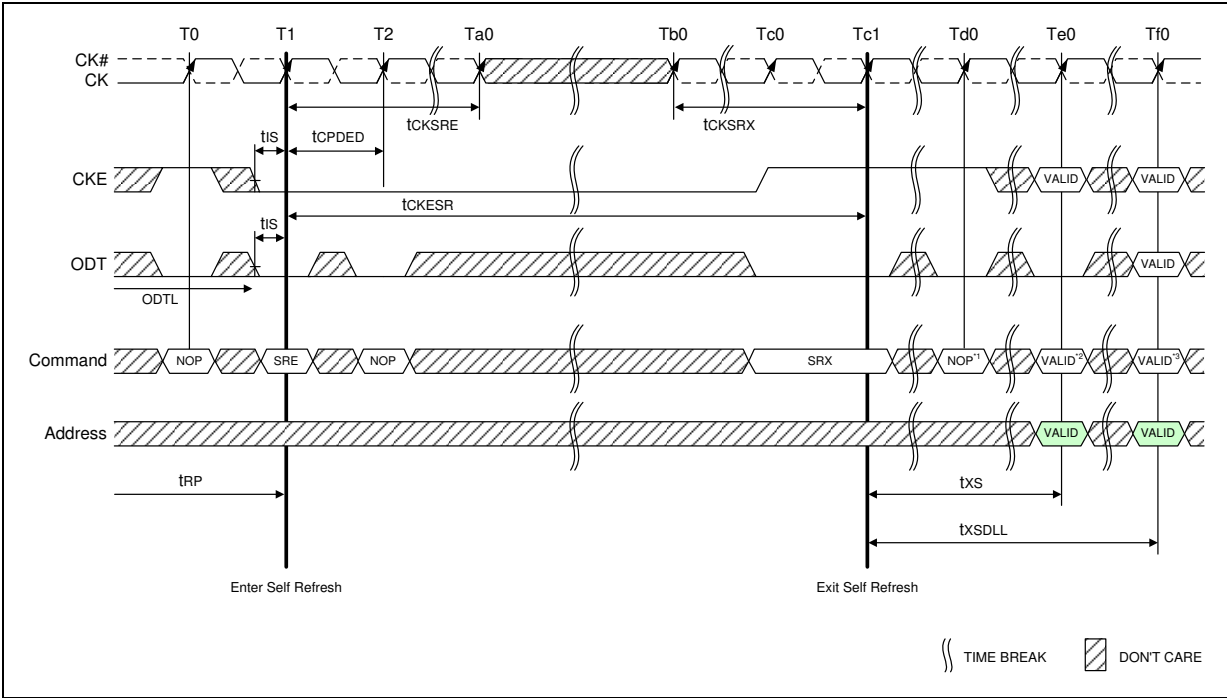 T0 T1 T2 Ta0 Tb0 Tc0 Tc1 Td0 Te0 Tf0
CK#
CK
tCKSRE tCKSRX
tIS tCPDED
CKE VALID VALID
tCKESR
tIS
ODT VALID
ODTL
Command NOP SRE NOP SRX NOP*1 VALID*2 VALID*3
Address VALID VALID
tRP tXS
tXSDLL
Enter Self Refresh Exit Self Refresh
TIME BREAK DON'T CARE